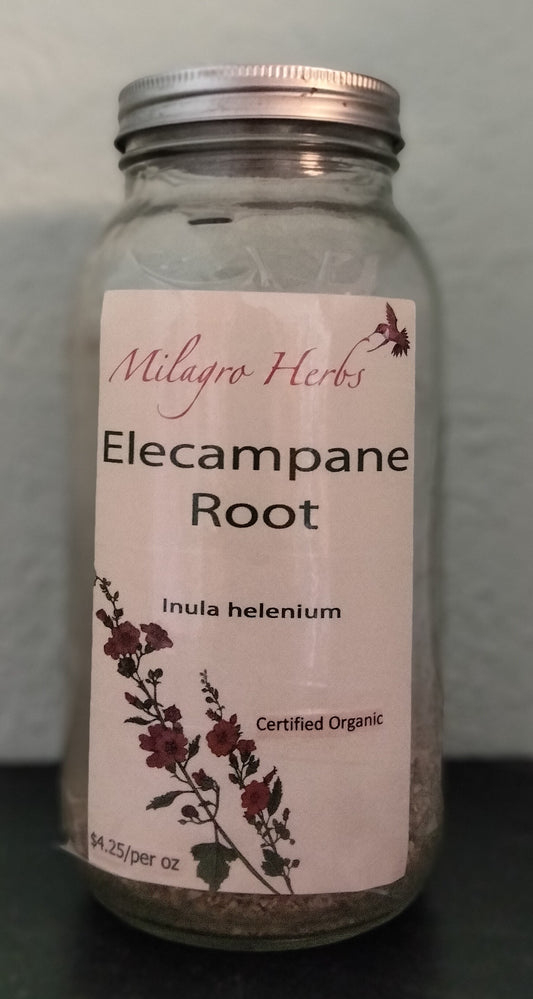 Milagro Herbs
Elecampane
Root
Inula helenium
Certified Organic
$4.25/per oz